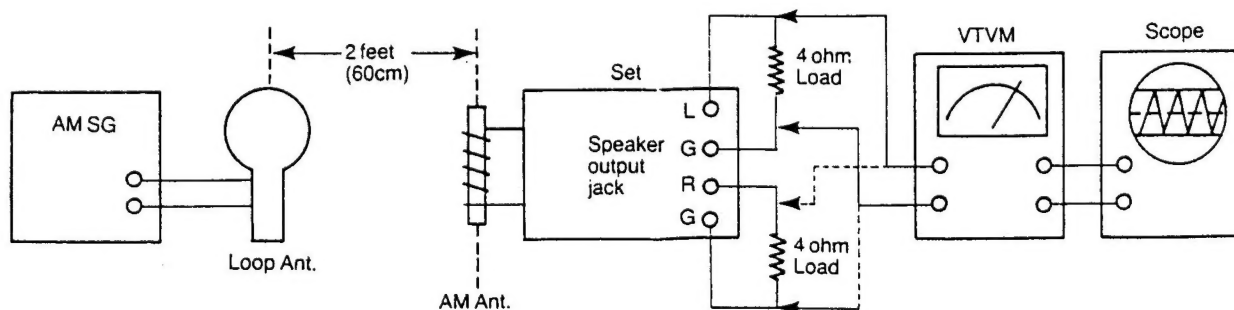 AM SG
Loop Ant.
2 feet
(60cm)
AM Ant.
Set
Speaker
output
jack
L
G
R
G
4 ohm
Load
4 ohm
Load
VTVM
Scope